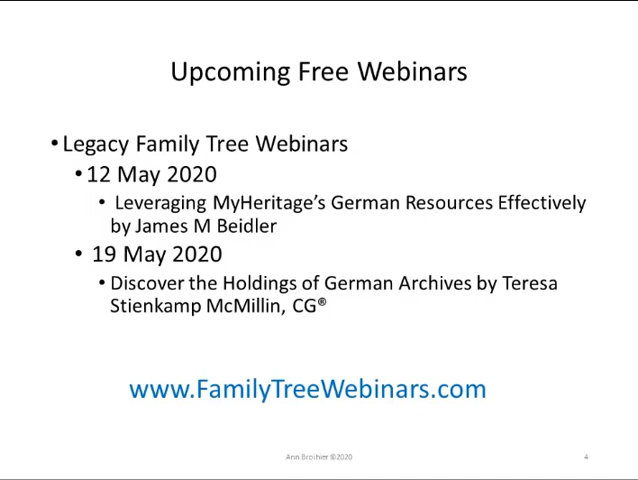 Upcoming Free Webinars
•Legacy Family Tree Webinars
•12 May 2020
• Leveraging MyHeritage's German Resources Effectively
by James M Beidler
• 19 May 2020
•Discover the Holdings of German Archives by Teresa
Stienkamp McMillin, CG®
www.FamilyTreeWebinars.com
Ann Broihier ©2020
4